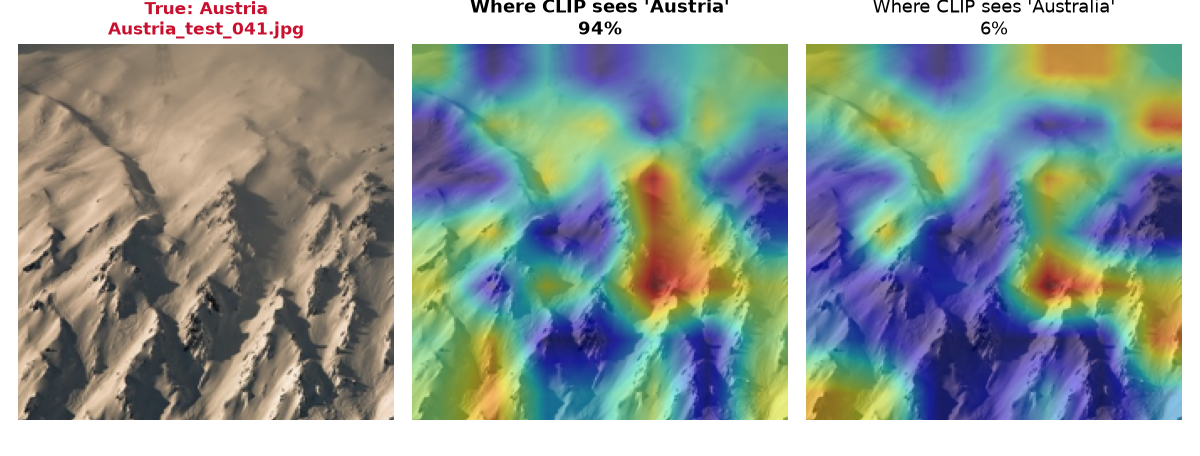 True: Austria
Austria_test_041.jpg
Where CLIP sees 'Austria'
94%
Where CLIP sees 'Australia'
6%